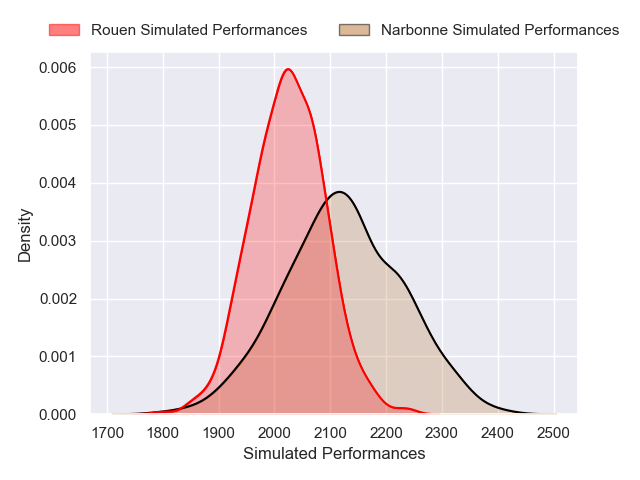 Rouen Simulated Performances Narbonne Simulated Performances
0.006
0.005
0.004
0.003
0.002
0.001
0.000
Density
1700 1800 1900 2000 2100 2200 2300 2400 2500
Simulated Performances